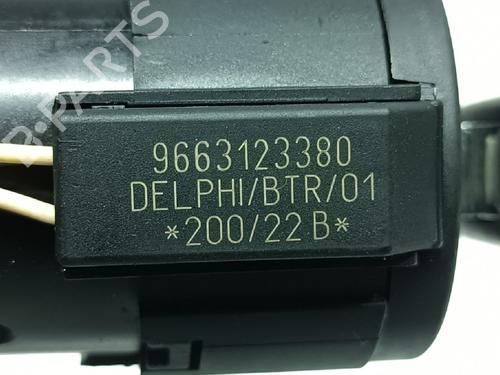 9663123380
DELPHI/BTR/01
*200/22B*
B-PARTS